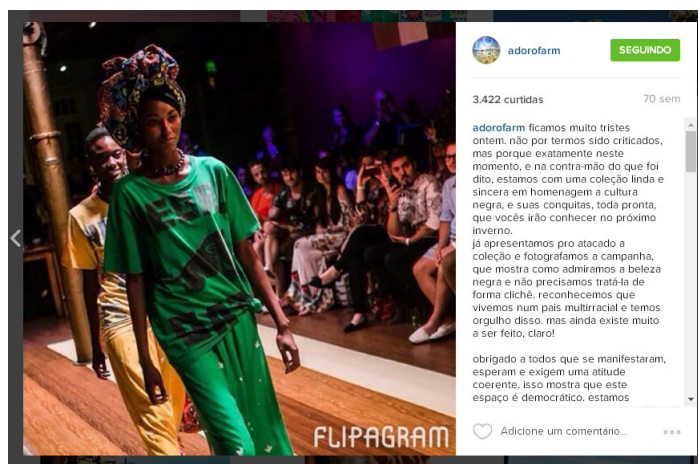 adorofarm
SEGUINDO
3.422 curtidas
70 sem
adorofarm ficamos muito tristes
ontem. não por termos sido criticados,
mas porque exatamente neste
momento, e na contra-mão do que foi
dito, estamos com uma coleção linda e
sincera em homenagem a cultura
negra, e suas conquitas, toda pronta,
que vocês irão conhecer no próximo
inverno.
já apresentamos pro atacado a
coleção e fotografamos a campanha,
que mostra como admiramos a beleza
negra e não precisamos tratá-la de
forma clichê. reconhecemos que
vivemos num pais multirracial e temos
orgulho disso. mas ainda existe muito
a ser feito, claro!
obrigado a todos que se manifestaram,
esperam e exigem uma atitude
coerente. isso mostra que este
espaço é democrático. estamos
Adicione um comentário...
FLIPAGRAM